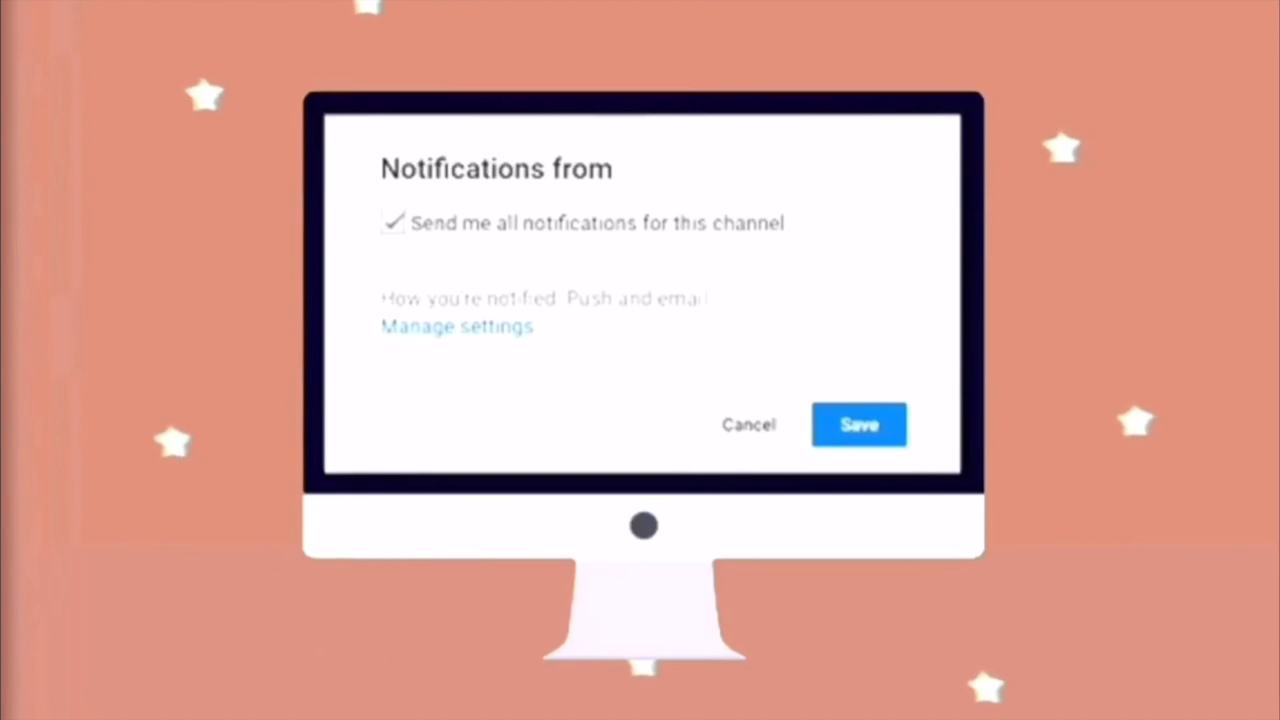 Notifications from
Send me all notifications for this channel
How you're notified: Push and email
Manage settings
Cancel
Save